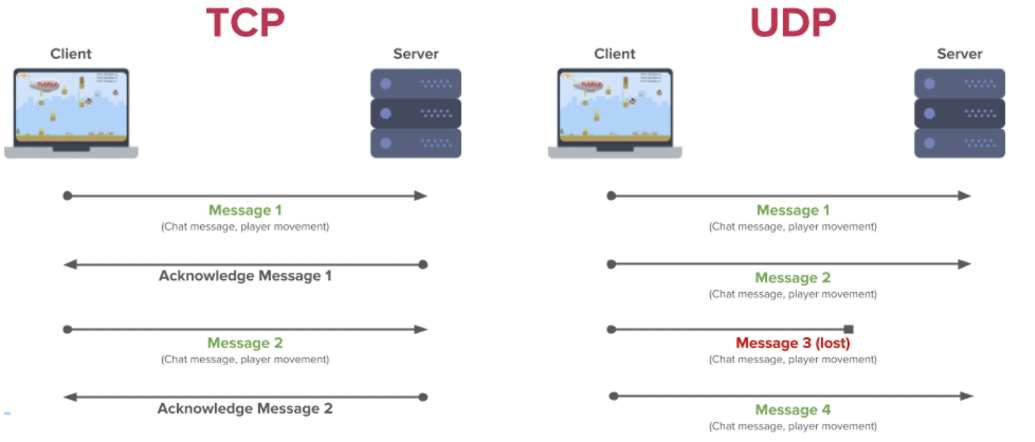 TCP
Client
Server
Message 1
(Chat message, player movement)
Acknowledge Message 1
Message 2
(Chat message, player movement)
Acknowledge Message 2
UDP
Client
Server
Message 1
(Chat message, player movement)
Message 2
(Chat message, player movement)
Message 3 (lost)
(Chat message, player movement)
Message 4
(Chat message, player movement)